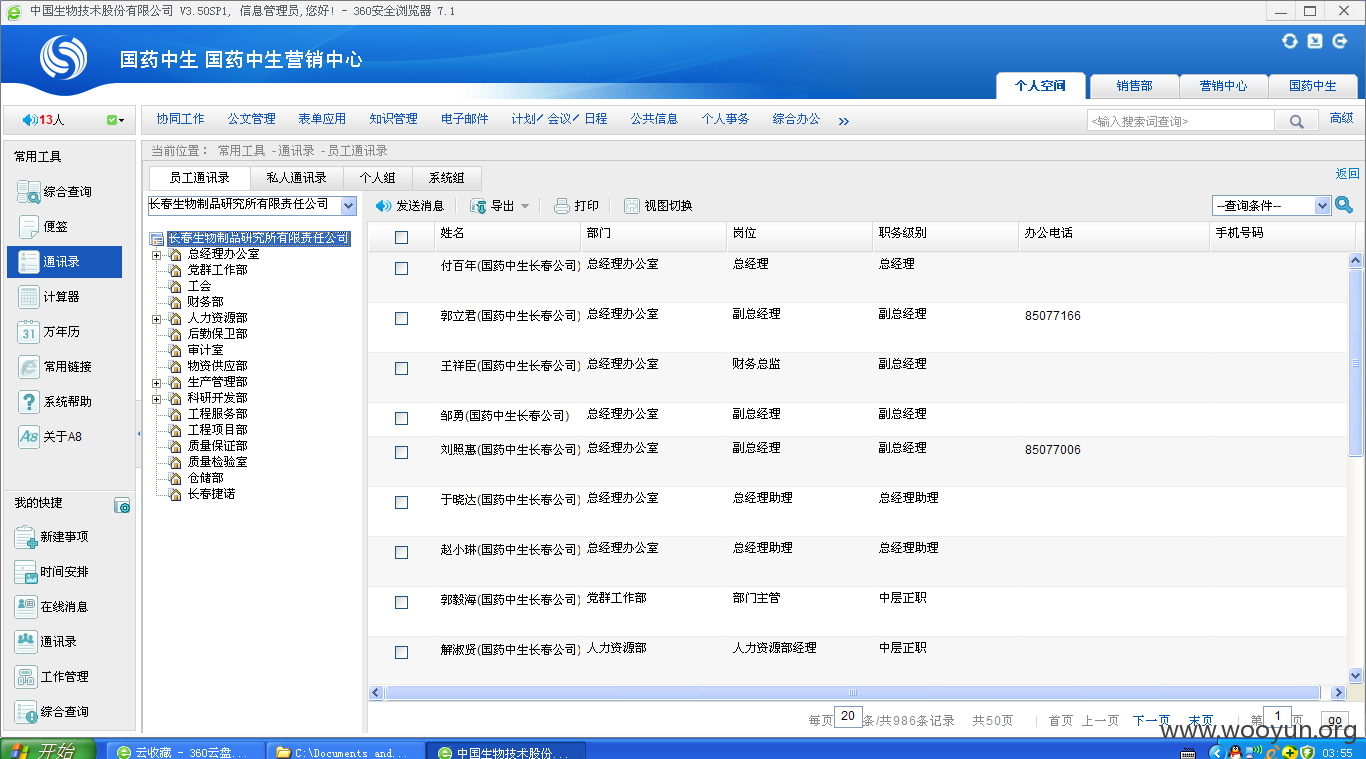 中国生物技术股份有限公司 V3.50SP1, 信息管理员,您好! - 360安全浏览器 7.1
国药中生 国药中生营销中心
个人空间 销售部 营销中心 国药中生
13人
协同工作 公文管理 表单应用 知识管理 电子邮件 计划/会议/日程 公共信息 个人事务 综合办公 »
<输入搜索词查询> 高级
常用工具
综合查询
便签
通讯录
计算器
31 万年历
常用链接
? 系统帮助
A8 关于A8
我的快捷
新建事项
时间安排
在线消息
通讯录
工作管理
综合查询
当前位置： 常用工具 - 通讯录 - 员工通讯录
员工通讯录 私人通讯录 个人组 系统组 返回
长春生物制品研究所有限责任公司
发送消息 导出 打印 视图切换 --查询条件--
长春生物制品研究所有限责任公司
总经理办公室
党群工作部
工会
财务部
人力资源部
后勤保卫部
审计室
物资供应部
生产管理部
科研开发部
工程服务部
工程项目部
质量保证部
质量检验室
仓储部
长春捷诺
姓名 部门 岗位 职务级别 办公电话 手机号码
付百年(国药中生长春公司) 总经理办公室 总经理 总经理
郭立君(国药中生长春公司) 总经理办公室 副总经理 副总经理 85077166
王祥臣(国药中生长春公司) 总经理办公室 财务总监 副总经理
邹勇(国药中生长春公司) 总经理办公室 副总经理 副总经理
刘照惠(国药中生长春公司) 总经理办公室 副总经理 副总经理 85077006
于晓达(国药中生长春公司) 总经理办公室 总经理助理 总经理助理
赵小琳(国药中生长春公司) 总经理办公室 总经理助理 总经理助理
郭毅海(国药中生长春公司) 党群工作部 部门主管 中层正职
解淑贤(国药中生长春公司) 人力资源部 人力资源部经理 中层正职
每页 20 条/共986条记录 共50页 | 首页 上一页 下一页 末页 | 第 1 页 go
www.wooyun.org
开始 云收藏 - 360云盘... C:\Documents and... 中国生物技术股份... 03:55